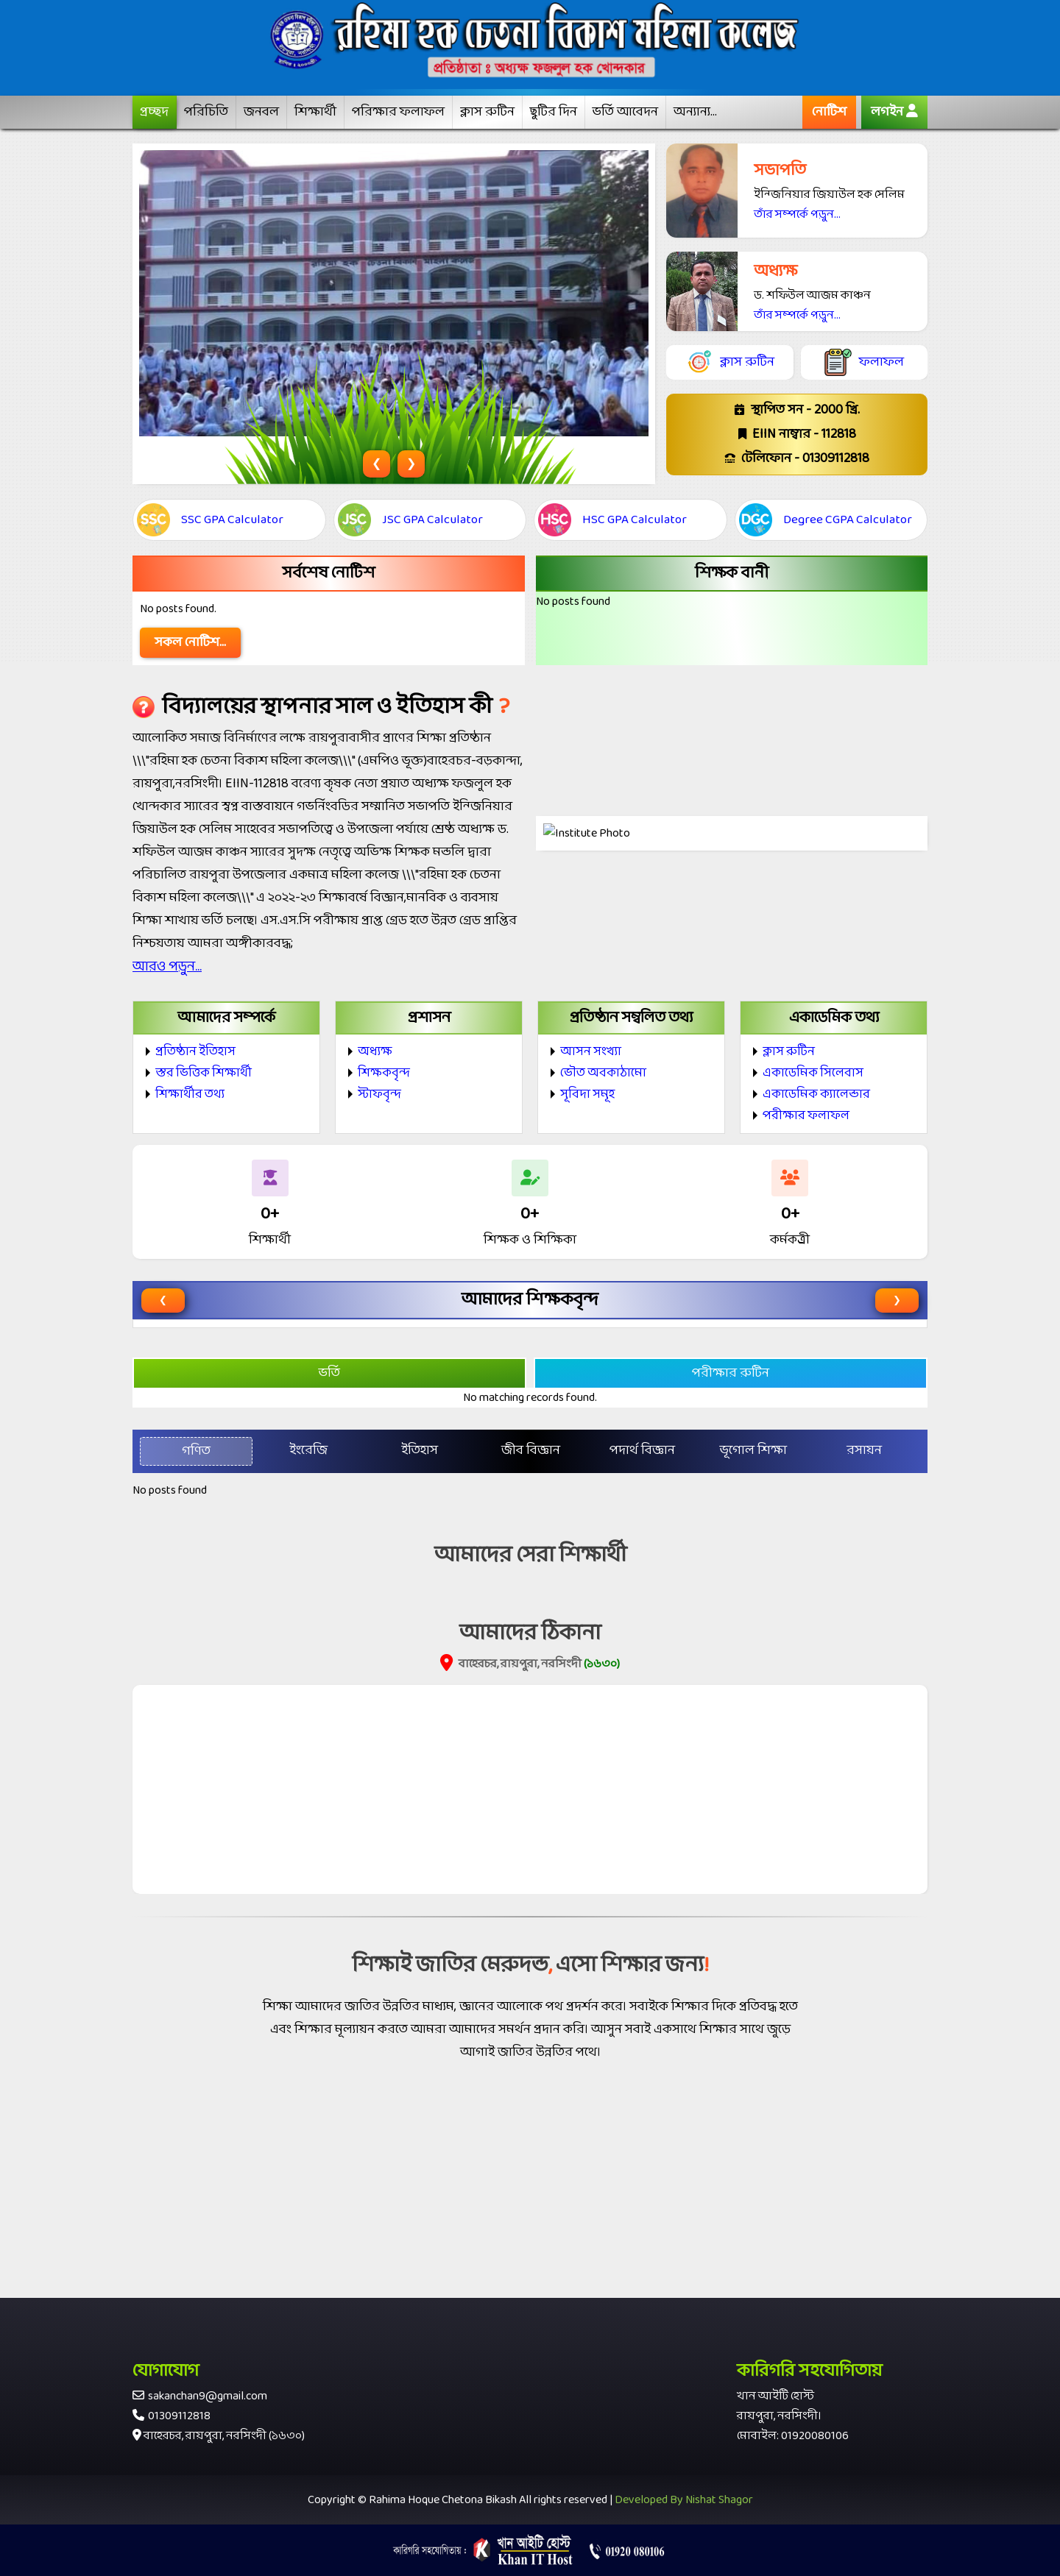 রহিমা হক চেতনা বিকাশ মহিলা কলেজ
প্রতিষ্ঠাতা : অধ্যক্ষ ফজলুল হক খোন্দকার
প্রচ্ছদ পরিচিতি জনবল শিক্ষার্থী পরিক্ষার ফলাফল ক্লাস রুটিন ছুটির দিন ভর্তি আবেদন অন্যান্য... নোটিশ লগইন
সভাপতি
ইন্জিনিয়ার জিয়াউল হক সেলিম
তাঁর সম্পর্কে পড়ুন...
অধ্যক্ষ
ড. শফিউল আজম কাঞ্চন
তাঁর সম্পর্কে পড়ুন...
ক্লাস রুটিন ফলাফল
স্থাপিত সন - 2000 খ্রি.
EIIN নাম্বার - 112818
টেলিফোন - 01309112818
❮ ❯
SSC SSC GPA Calculator JSC JSC GPA Calculator HSC HSC GPA Calculator DGC Degree CGPA Calculator
সর্বশেষ নোটিশ
No posts found.
সকল নোটিশ...
শিক্ষক বানী
No posts found
বিদ্যালয়ের স্থাপনার সাল ও ইতিহাস কী ?
আলোকিত সমাজ বিনির্মাণের লক্ষে রায়পুরাবাসীর প্রাণের শিক্ষা প্রতিষ্ঠান
\\\"রহিমা হক চেতনা বিকাশ মহিলা কলেজ\\\" (এমপিও ভূক্ত)বাহেরচর-বড়কান্দা,
রায়পুরা,নরসিংদী। EIIN-112818 বরেণ্য কৃষক নেতা প্রয়াত অধ্যক্ষ ফজলুল হক
খোন্দকার স্যারের স্বপ্ন বাস্তবায়নে গভর্নিংবডির সম্মানিত সভাপতি ইন্জিনিয়ার
জিয়াউল হক সেলিম সাহেবের সভাপতিত্বে ও উপজেলা পর্যায়ে শ্রেষ্ঠ অধ্যক্ষ ড.
শফিউল আজম কাঞ্চন স্যারের সুদক্ষ নেতৃত্বে অভিক্ষ শিক্ষক মন্ডলি দ্বারা
পরিচালিত রায়পুরা উপজেলার একমাত্র মহিলা কলেজ \\\"রহিমা হক চেতনা
বিকাশ মহিলা কলেজ\\\" এ ২০২২-২৩ শিক্ষাবর্ষে বিজ্ঞান,মানবিক ও ব্যবসায়
শিক্ষা শাখায় ভর্তি চলছে। এস.এস.সি পরীক্ষায় প্রাপ্ত গ্রেড হতে উন্নত গ্রেড প্রাপ্তির
নিশ্চয়তায় আমরা অঙ্গীকারবদ্ধ;
আরও পড়ুন...
Institute Photo
আমাদের সম্পর্কে
প্রতিষ্ঠান ইতিহাস
স্তর ভিত্তিক শিক্ষার্থী
শিক্ষার্থীর তথ্য
প্রশাসন
অধ্যক্ষ
শিক্ষকবৃন্দ
স্টাফবৃন্দ
প্রতিষ্ঠান সম্বলিত তথ্য
আসন সংখ্যা
ভৌত অবকাঠামো
সুবিদা সমূহ
একাডেমিক তথ্য
ক্লাস রুটিন
একাডেমিক সিলেবাস
একাডেমিক ক্যালেন্ডার
পরীক্ষার ফলাফল
0+ 0+ 0+
শিক্ষার্থী শিক্ষক ও শিক্ষিকা কর্মকর্ত্রী
❮ আমাদের শিক্ষকবৃন্দ ❯
ভর্তি পরীক্ষার রুটিন
No matching records found.
গণিত ইংরেজি ইতিহাস জীব বিজ্ঞান পদার্থ বিজ্ঞান ভূগোল শিক্ষা রসায়ন
No posts found
আমাদের সেরা শিক্ষার্থী
আমাদের ঠিকানা
বাহেরচর, রায়পুরা, নরসিংদী (১৬৩০)
শিক্ষাই জাতির মেরুদন্ড, এসো শিক্ষার জন্য!
শিক্ষা আমাদের জাতির উন্নতির মাধ্যম, জ্ঞানের আলোকে পথ প্রদর্শন করে। সবাইকে শিক্ষার দিকে প্রতিবদ্ধ হতে
এবং শিক্ষার মূল্যায়ন করতে আমরা আমাদের সমর্থন প্রদান করি। আসুন সবাই একসাথে শিক্ষার সাথে জুড়ে
আগাই জাতির উন্নতির পথে।
যোগাযোগ
sakanchan9@gmail.com
01309112818
বাহেরচর, রায়পুরা, নরসিংদী (১৬৩০)
কারিগরি সহযোগিতায়
খান আইটি হোস্ট
রায়পুরা, নরসিংদী।
মোবাইল: 01920080106
Copyright © Rahima Hoque Chetona Bikash All rights reserved | Developed By Nishat Shagor
কারিগরি সহযোগিতায় : খান আইটি হোস্ট
Khan IT Host 01920 080106